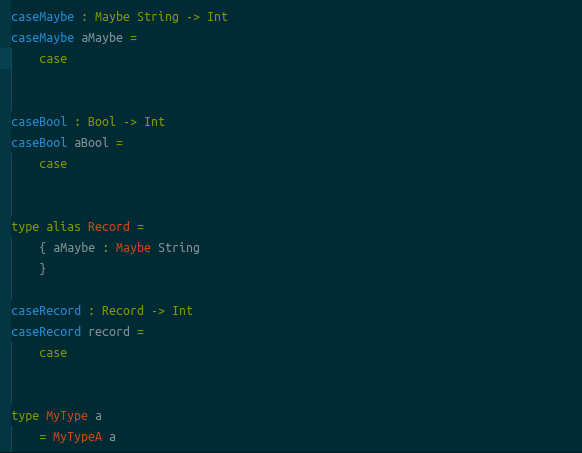 caseMaybe : Maybe String -> Int
caseMaybe aMaybe =
    case
caseBool : Bool -> Int
caseBool aBool =
    case
type alias Record =
    { aMaybe : Maybe String
    }
caseRecord : Record -> Int
caseRecord record =
    case
type MyType a
    = MyTypeA a